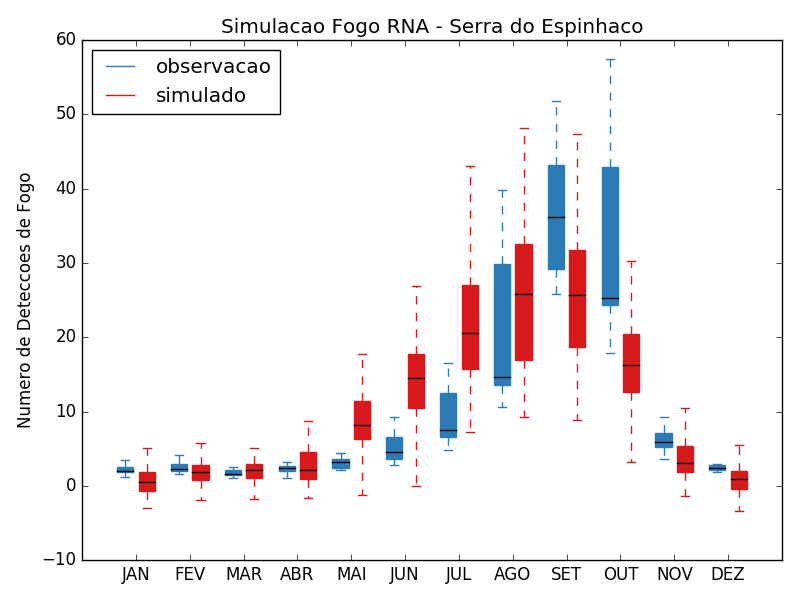 Simulacao Fogo RNA - Serra do Espinhaco
60
50
40
30
20
10
0
−10
Numero de Deteccoes de Fogo
observacao
simulado
JAN FEV MAR ABR MAI JUN JUL AGO SET OUT NOV DEZ